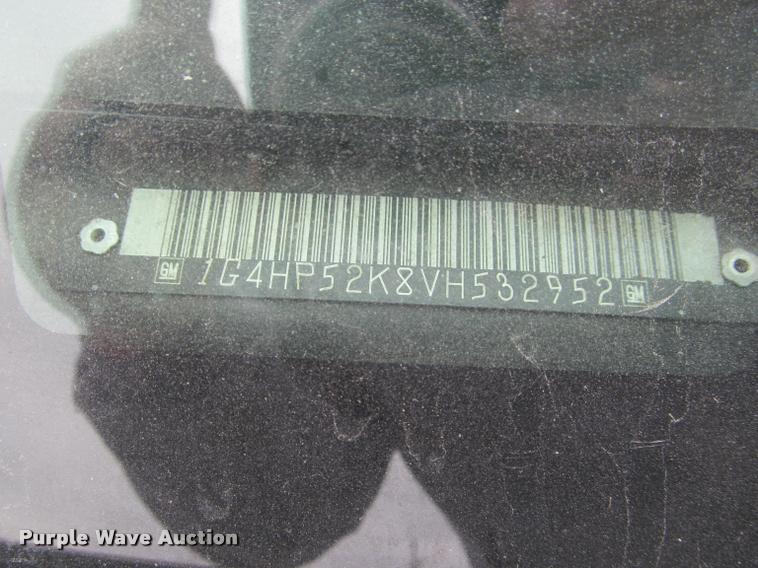 GM 1G4HP52K8VH532952 GM
Purple Wave Auction